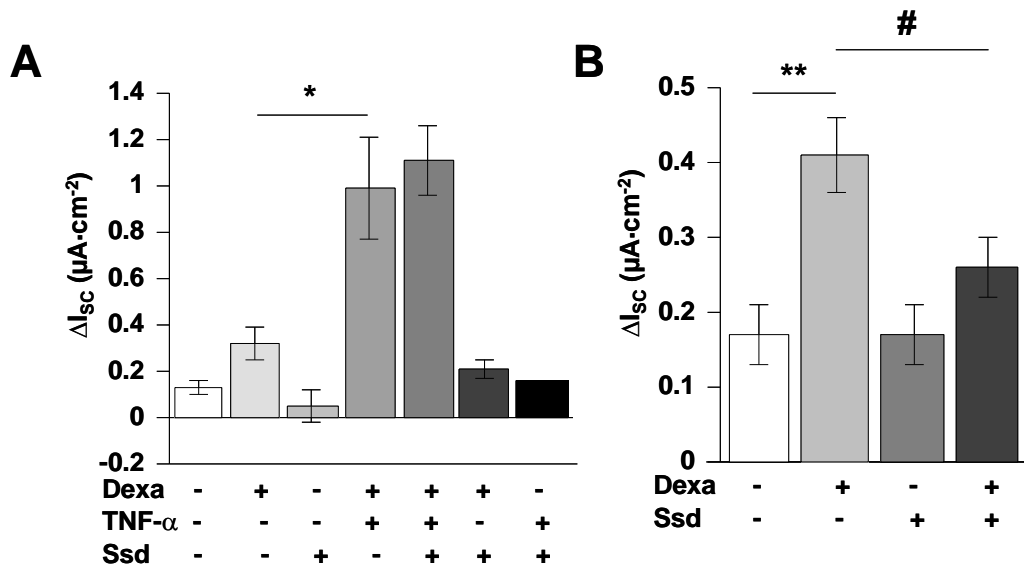 A
ΔI_SC (µA·cm⁻²)
1.4
1.2
1
0.8
0.6
0.4
0.2
0
-0.2
*
Dexa - + - + + + -
TNF-α - - - + + - +
Ssd - - + - + + +
B
ΔI_SC (µA·cm⁻²)
0.5
0.4
0.3
0.2
0.1
0
**
#
Dexa - + - +
Ssd - - + +